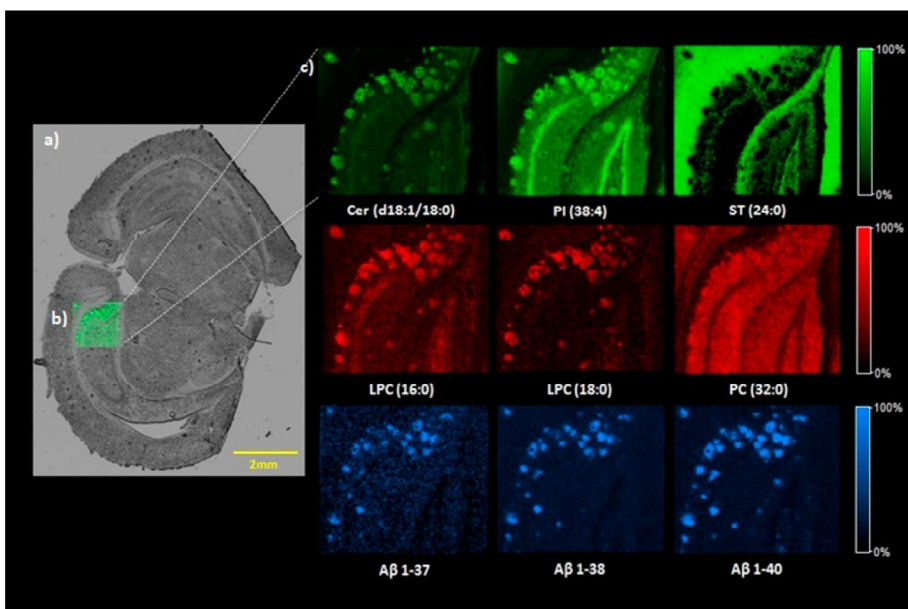 a)
b)
2mm
c)
Cer (d18:1/18:0) PI (38:4) ST (24:0)
100%
0%
LPC (16:0) LPC (18:0) PC (32:0)
100%
0%
Aβ 1-37 Aβ 1-38 Aβ 1-40
100%
0%